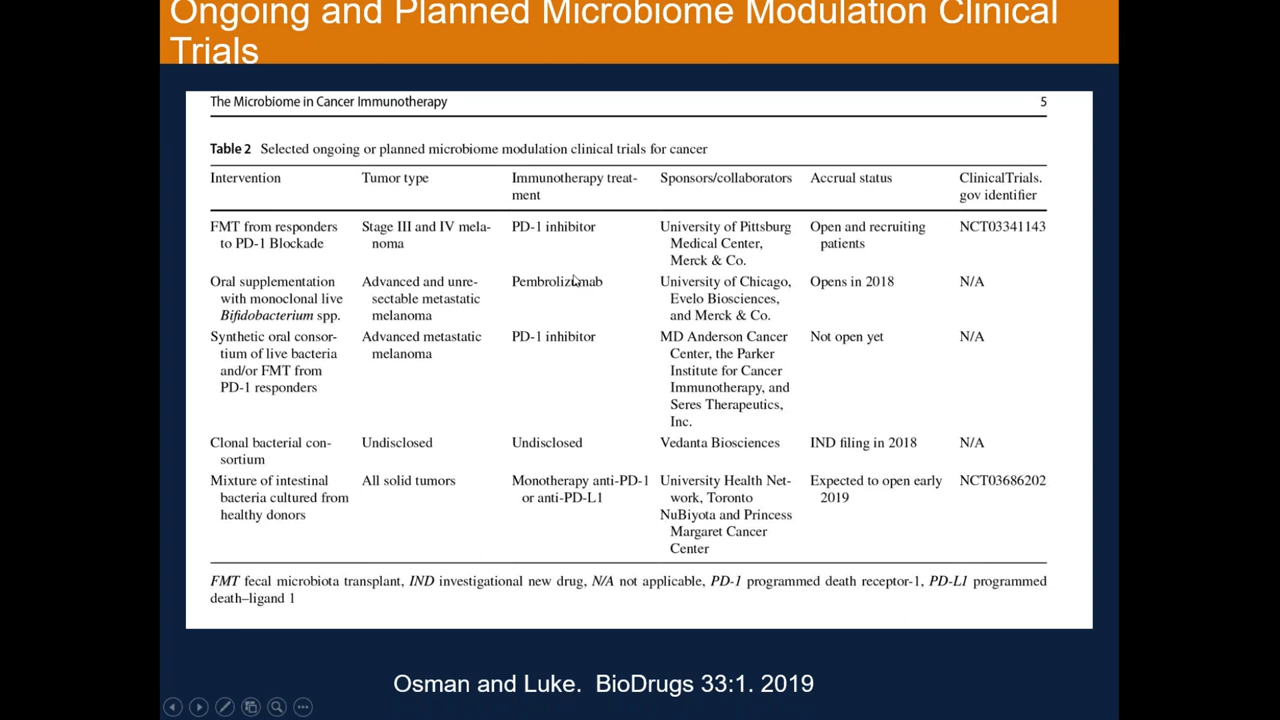 Ongoing and Planned Microbiome Modulation Clinical
Trials
The Microbiome in Cancer Immunotherapy 5
Table 2 Selected ongoing or planned microbiome modulation clinical trials for cancer
Intervention Tumor type Immunotherapy treat- Sponsors/collaborators Accrual status ClinicalTrials.
ment gov identifier
FMT from responders Stage III and IV mela- PD-1 inhibitor University of Pittsburg Open and recruiting NCT03341143
to PD-1 Blockade noma Medical Center, patients
Merck & Co.
Oral supplementation Advanced and unre- Pembrolizumab University of Chicago, Opens in 2018 N/A
with monoclonal live sectable metastatic Evelo Biosciences,
Bifidobacterium spp. melanoma and Merck & Co.
Synthetic oral consor- Advanced metastatic PD-1 inhibitor MD Anderson Cancer Not open yet N/A
tium of live bacteria melanoma Center, the Parker
and/or FMT from Institute for Cancer
PD-1 responders Immunotherapy, and
Seres Therapeutics,
Inc.
Clonal bacterial con- Undisclosed Undisclosed Vedanta Biosciences IND filing in 2018 N/A
sortium
Mixture of intestinal All solid tumors Monotherapy anti-PD-1 University Health Net- Expected to open early NCT03686202
bacteria cultured from or anti-PD-L1 work, Toronto 2019
healthy donors NuBiyota and Princess
Margaret Cancer
Center
FMT fecal microbiota transplant, IND investigational new drug, N/A not applicable, PD-1 programmed death receptor-1, PD-L1 programmed
death–ligand 1
Osman and Luke. BioDrugs 33:1. 2019